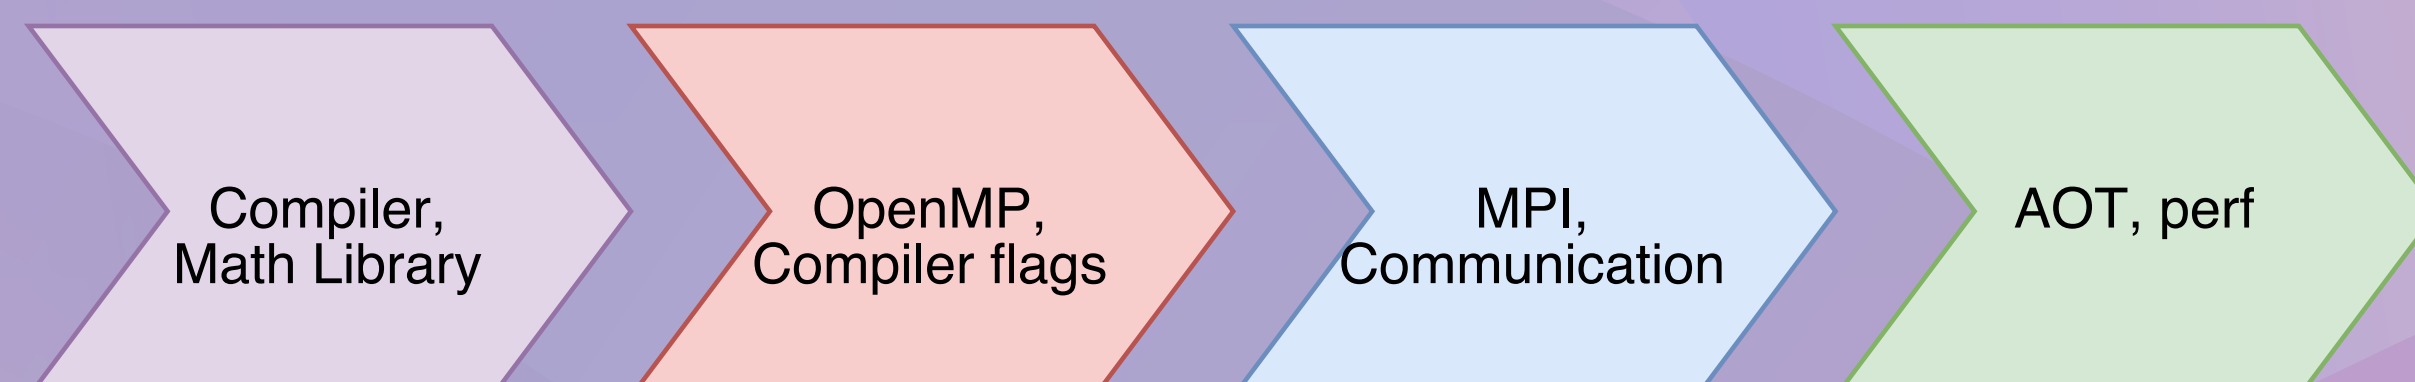 Compiler,
Math Library
OpenMP,
Compiler flags
MPI,
Communication
AOT, perf